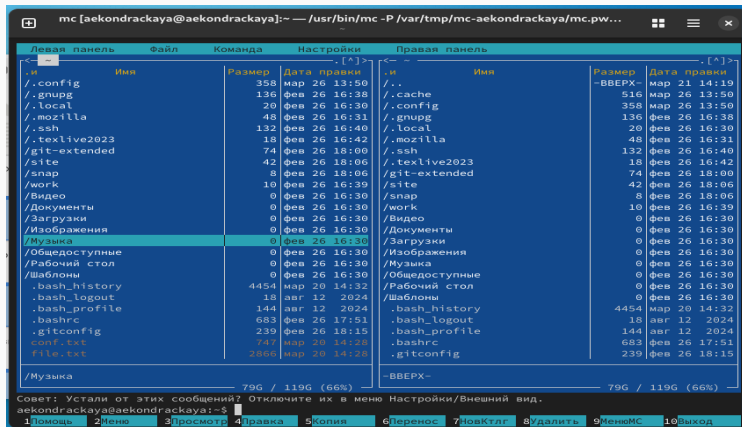 mc [aekondrackaya@aekondrackaya]:~ — /usr/bin/mc -P /var/tmp/mc-aekondrackaya/mc.pw...
~
Левая панель Файл Команда Настройки Правая панель
┌<─ ~ ─.[^]>┐┌<─ ~ ─.[^]>┐
.и Имя Размер Дата правки .и Имя Размер Дата правки
/.config 358 мар 26 13:50 /.. -ВВЕРХ- мар 21 14:19
/.gnupg 136 фев 26 16:38 /.cache 516 мар 26 13:50
/.local 20 фев 26 16:30 /.config 358 мар 26 13:50
/.mozilla 48 фев 26 16:31 /.gnupg 136 фев 26 16:38
/.ssh 132 фев 26 16:40 /.local 20 фев 26 16:30
/.texlive2023 18 фев 26 16:42 /.mozilla 48 фев 26 16:31
/git-extended 74 фев 26 18:00 /.ssh 132 фев 26 16:40
/site 42 фев 26 18:06 /.texlive2023 18 фев 26 16:42
/snap 8 фев 26 18:06 /git-extended 74 фев 26 18:00
/work 10 фев 26 16:39 /site 42 фев 26 18:06
/Видео 0 фев 26 16:30 /snap 8 фев 26 18:06
/Документы 0 фев 26 16:30 /work 10 фев 26 16:39
/Загрузки 0 фев 26 16:30 /Видео 0 фев 26 16:30
/Изображения 0 фев 26 16:30 /Документы 0 фев 26 16:30
/Музыка 0 фев 26 16:30 /Загрузки 0 фев 26 16:30
/Общедоступные 0 фев 26 16:30 /Изображения 0 фев 26 16:30
/Рабочий стол 0 фев 26 16:30 /Музыка 0 фев 26 16:30
/Шаблоны 0 фев 26 16:30 /Общедоступные 0 фев 26 16:30
.bash_history 4454 мар 20 14:32 /Рабочий стол 0 фев 26 16:30
.bash_logout 18 авг 12 2024 /Шаблоны 0 фев 26 16:30
.bash_profile 144 авг 12 2024 .bash_history 4454 мар 20 14:32
.bashrc 683 фев 26 17:51 .bash_logout 18 авг 12 2024
.gitconfig 239 фев 26 18:15 .bash_profile 144 авг 12 2024
conf.txt 747 мар 20 14:28 .bashrc 683 фев 26 17:51
file.txt 2866 мар 20 14:28 .gitconfig 239 фев 26 18:15
/Музыка -ВВЕРХ-
79G / 119G (66%) 79G / 119G (66%)
Совет: Устали от этих сообщений? Отключите их в меню Настройки/Внешний вид.
aekondrackaya@aekondrackaya:~$
1Помощь 2Меню 3Просмотр 4Правка 5Копия 6Перенос 7НовКтлг 8Удалить 9МенюMC 10Выход